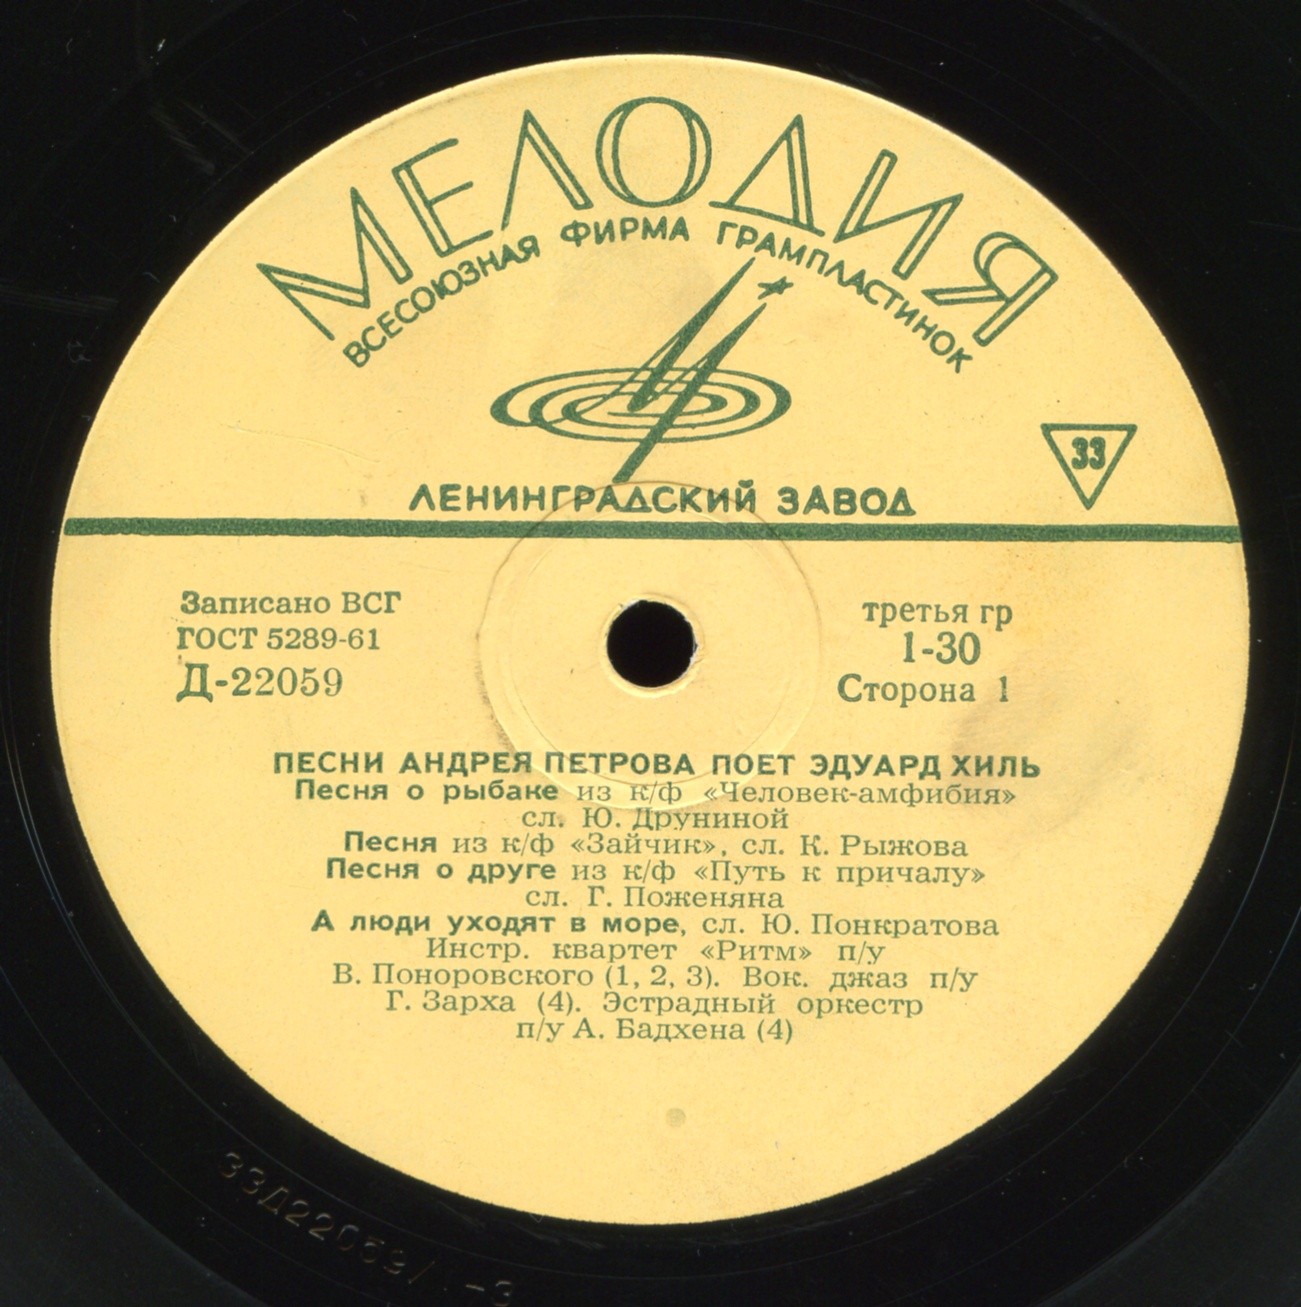 МЕЛОДИЯ
ВСЕСОЮЗНАЯ ФИРМА ГРАМПЛАСТИНОК
33
ЛЕНИНГРАДСКИЙ ЗАВОД
Записано ВСГ
ГОСТ 5289-61
Д-22059
третья гр
1-30
Сторона 1
ПЕСНИ АНДРЕЯ ПЕТРОВА ПОЕТ ЭДУАРД ХИЛЬ
Песня о рыбаке из к/ф «Человек-амфибия»
сл. Ю. Друниной
Песня из к/ф «Зайчик», сл. К. Рыжова
Песня о друге из к/ф «Путь к причалу»
сл. Г. Поженяна
А люди уходят в море, сл. Ю. Понкратова
Инстр. квартет «Ритм» п/у
В. Поноровского (1, 2, 3). Вок. джаз п/у
Г. Зарха (4). Эстрадный оркестр
п/у А. Бадхена (4)
33Д22059/ -3